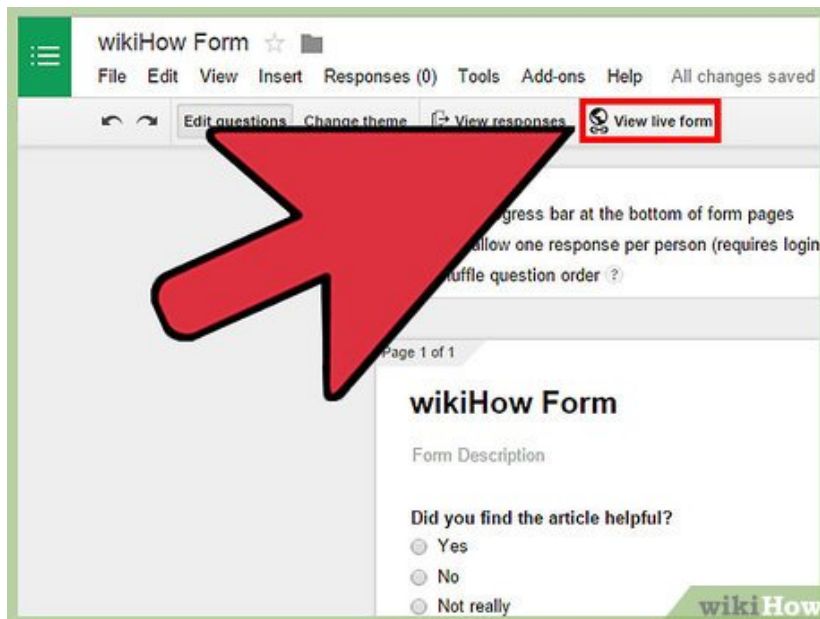 wikiHow Form
File Edit View Insert Responses (0) Tools Add-ons Help All changes saved
Edit questions Change theme View responses View live form
gress bar at the bottom of form pages
allow one response per person (requires login
uffle question order ?
Page 1 of 1
wikiHow Form
Form Description
Did you find the article helpful?
Yes
No
Not really
wikiHow